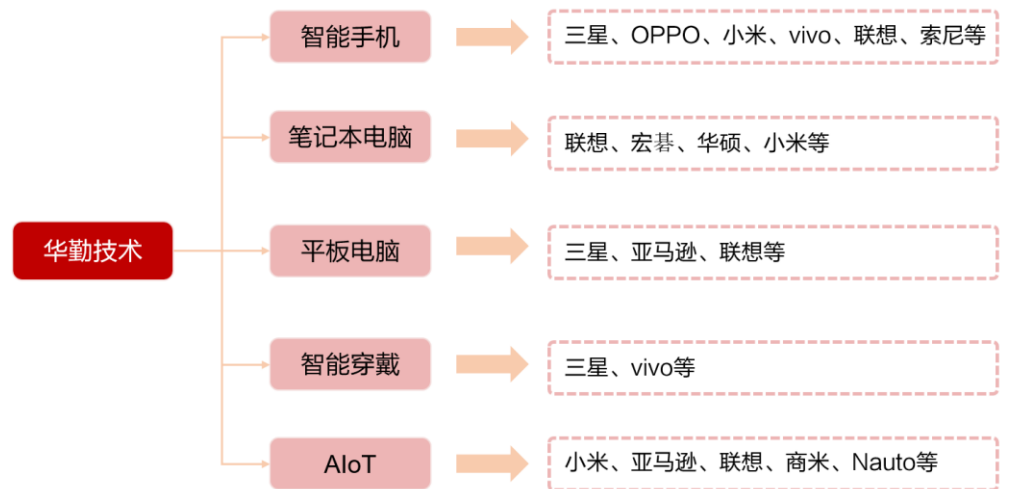 智能手机
三星、OPPO、小米、vivo、联想、索尼等
笔记本电脑
联想、宏碁、华硕、小米等
华勤技术
平板电脑
三星、亚马逊、联想等
智能穿戴
三星、vivo等
AIoT
小米、亚马逊、联想、商米、Nauto等